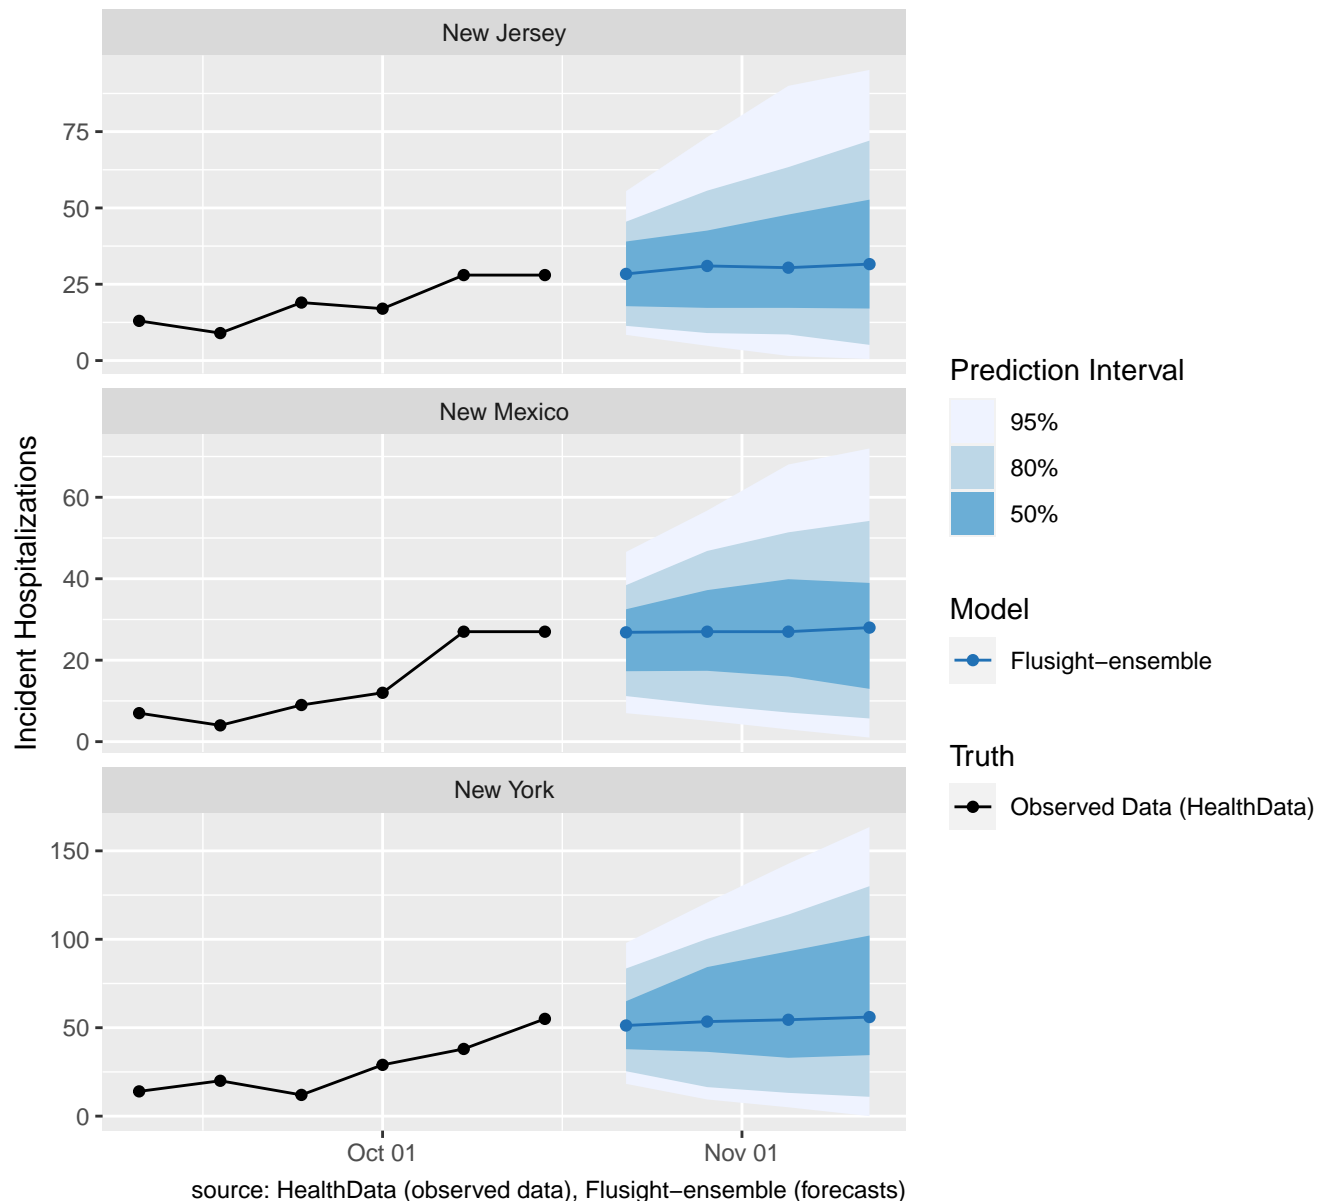 New Jersey
75
50
25
0
New Mexico
60
40
20
0
New York
150
100
50
0
Oct 01
Nov 01
Incident Hospitalizations
source: HealthData (observed data), Flusight−ensemble (forecasts)
Prediction Interval
95%
80%
50%
Model
Flusight−ensemble
Truth
Observed Data (HealthData)